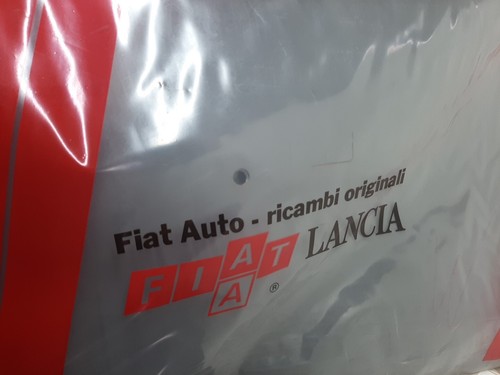 Fiat Auto - ricambi originali
FIAT LANCIA
A ®